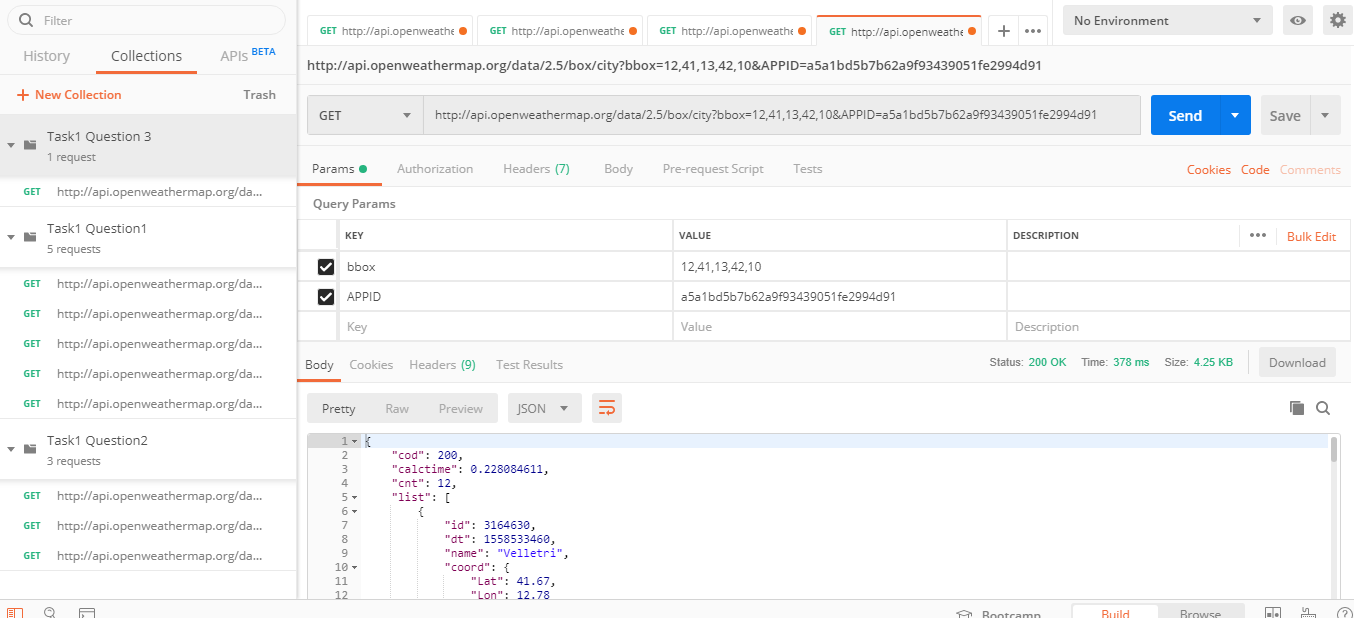 Filter
History Collections APIs BETA
+ New Collection Trash
Task1 Question 3
1 request
GET http://api.openweathermap.org/da...
Task1 Question1
5 requests
GET http://api.openweathermap.org/da...
GET http://api.openweathermap.org/da...
GET http://api.openweathermap.org/da...
GET http://api.openweathermap.org/da...
GET http://api.openweathermap.org/da...
Task1 Question2
3 requests
GET http://api.openweathermap.org/da...
GET http://api.openweathermap.org/da...
GET http://api.openweathermap.org/da...
GET http://api.openweathe GET http://api.openweathe GET http://api.openweathe GET http://api.openweathe + ••• No Environment
http://api.openweathermap.org/data/2.5/box/city?bbox=12,41,13,42,10&APPID=a5a1bd5b7b62a9f93439051fe2994d91
GET http://api.openweathermap.org/data/2.5/box/city?bbox=12,41,13,42,10&APPID=a5a1bd5b7b62a9f93439051fe2994d91 Send Save
Params Authorization Headers (7) Body Pre-request Script Tests Cookies Code Comments
Query Params
KEY VALUE DESCRIPTION ••• Bulk Edit
bbox 12,41,13,42,10
APPID a5a1bd5b7b62a9f93439051fe2994d91
Key Value Description
Body Cookies Headers (9) Test Results Status: 200 OK Time: 378 ms Size: 4.25 KB Download
Pretty Raw Preview JSON
1 {
2 "cod": 200,
3 "calctime": 0.228084611,
4 "cnt": 12,
5 "list": [
6 {
7 "id": 3164630,
8 "dt": 1558533460,
9 "name": "Velletri",
10 "coord": {
11 "Lat": 41.67,
12 "Lon": 12.78
Bootcamp Build Browse